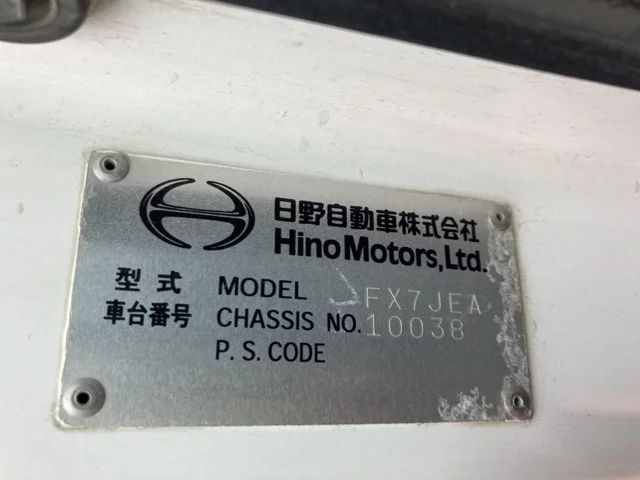 日野自動車株式会社
Hino Motors, Ltd.
型式 MODEL FX7JEA
車台番号 CHASSIS NO. 10038
P. S. CODE